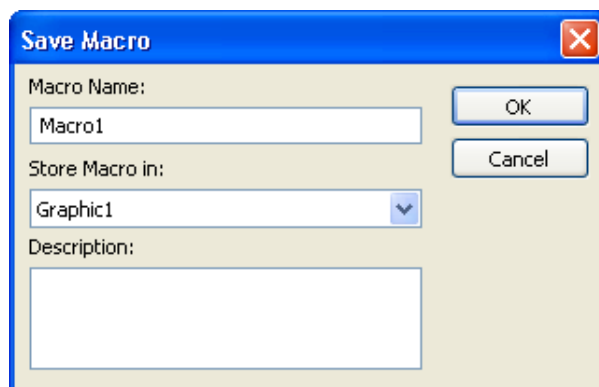 Save Macro
Macro Name:
Macro1
OK
Cancel
Store Macro in:
Graphic1
Description: